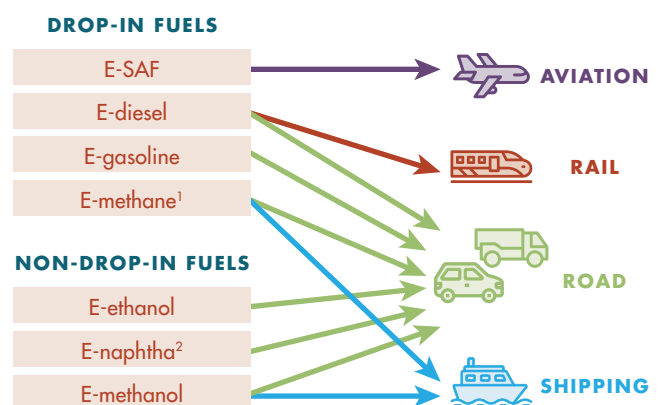 DROP-IN FUELS
E-SAF
E-diesel
E-gasoline
E-methane¹
NON-DROP-IN FUELS
E-ethanol
E-naphtha²
E-methanol
AVIATION
RAIL
ROAD
SHIPPING